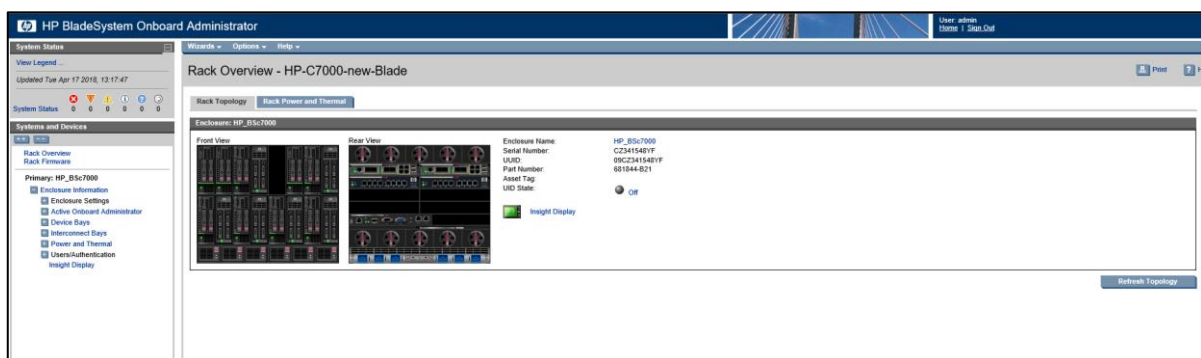 HP BladeSystem Onboard Administrator
User: admin
Home | Sign Out
System Status
Wizards Options Help
View Legend ...
Updated Tue Apr 17 2018, 13:17:47
System Status 0 0 0 0 0 0
Rack Overview - HP-C7000-new-Blade
Print
Rack Topology Rack Power and Thermal
Systems and Devices
Rack Overview
Rack Firmware
Primary: HP_BSc7000
Enclosure Information
Enclosure Settings
Active Onboard Administrator
Device Bays
Interconnect Bays
Power and Thermal
Users/Authentication
Insight Display
Enclosure: HP_BSc7000
Front View
Rear View
Enclosure Name: HP_BSc7000
Serial Number: CZ341548YF
UUID: 09CZ341548YF
Part Number: 681844-B21
Asset Tag:
UID State: Off
Insight Display
Refresh Topology